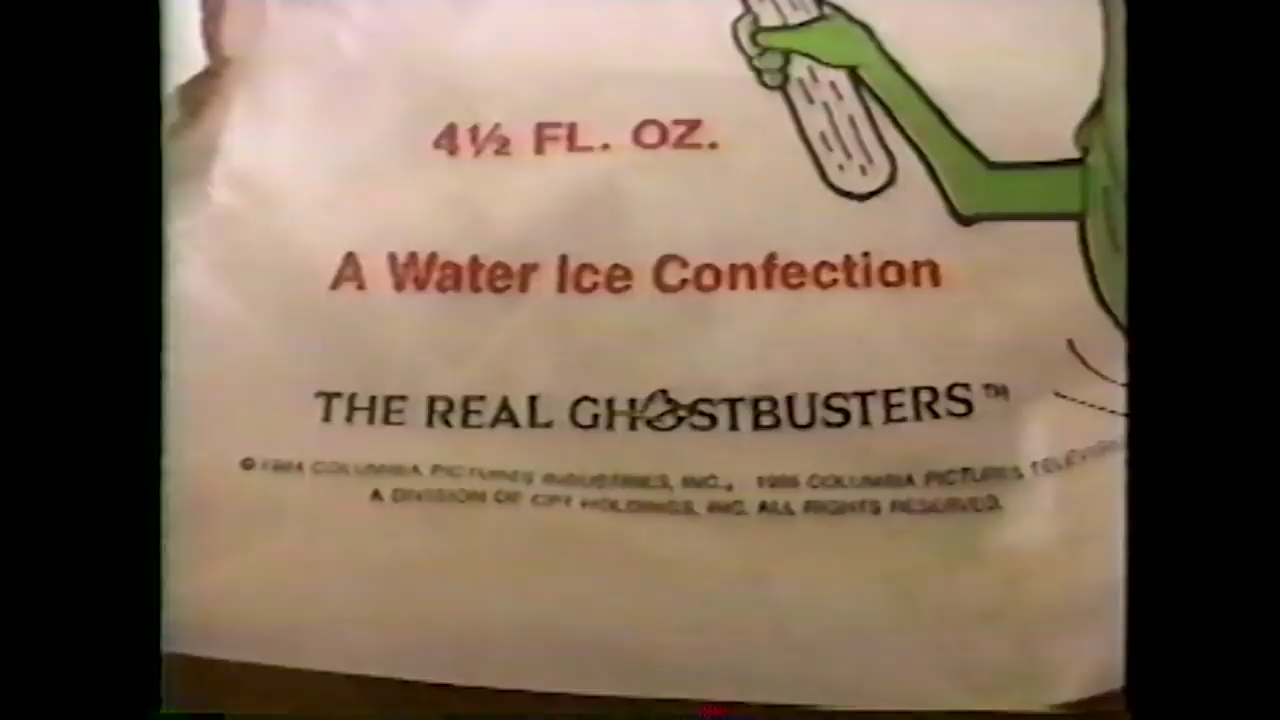 4½ FL. OZ.
A Water Ice Confection
THE REAL GHOSTBUSTERS™
© 1984 COLUMBIA PICTURES INDUSTRIES, INC., 1986 COLUMBIA PICTURES TELEVISION,
A DIVISION OF CPT HOLDINGS, INC. ALL RIGHTS RESERVED.